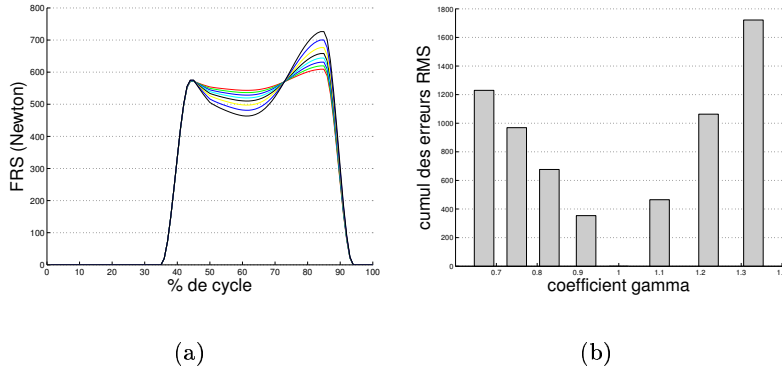 800
700
600
500
400
300
200
100
0
FRS (Newton)
0 10 20 30 40 50 60 70 80 90 100
% de cycle
(a)
1800
1600
1400
1200
1000
800
600
400
200
0
cumul des erreurs RMS
0.7 0.8 0.9 1 1.1 1.2 1.3
coefficient gamma
(b)